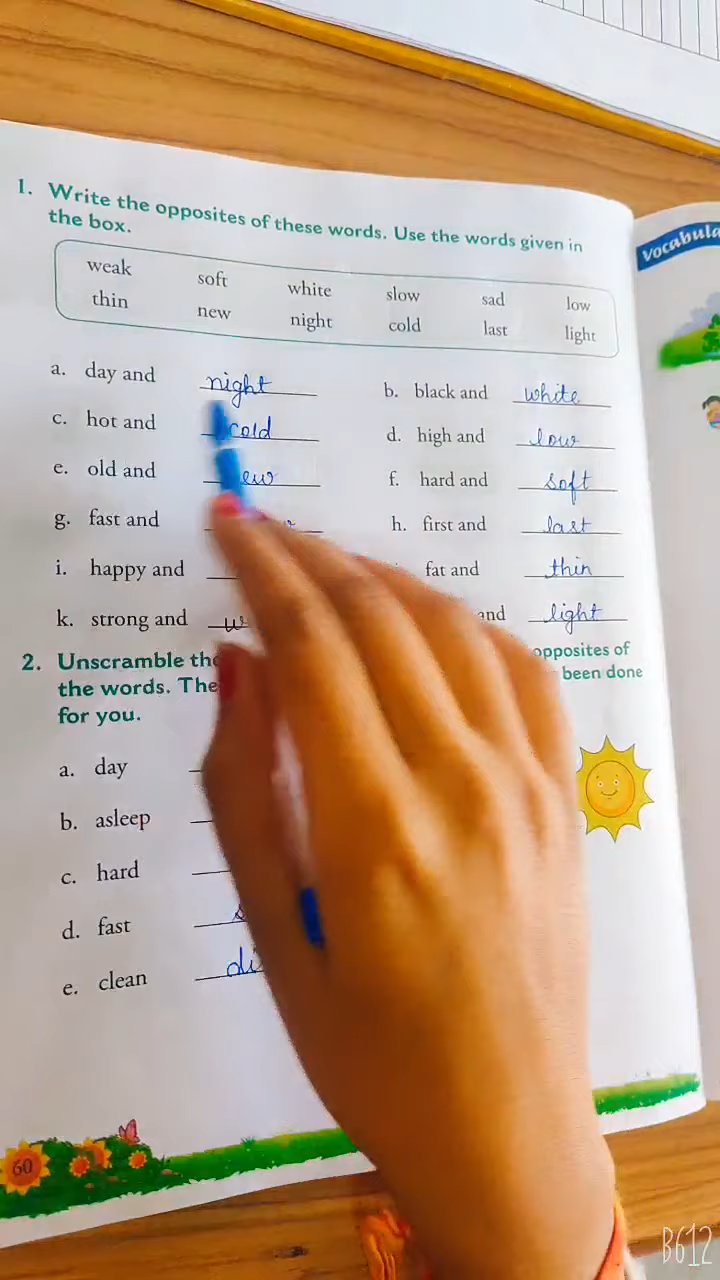 1. Write the opposites of these words. Use the words given in
the box.
weak soft white slow sad low
thin new night cold last light
a. day and night b. black and white
c. hot and cold d. high and low
e. old and f. hard and soft
g. fast and h. first and last
i. happy and fat and thin
k. strong and and light
2. Unscramble opposites of
the words. been done
for you.
a. day
b. asleep
c. hard
d. fast
e. clean
60
B612